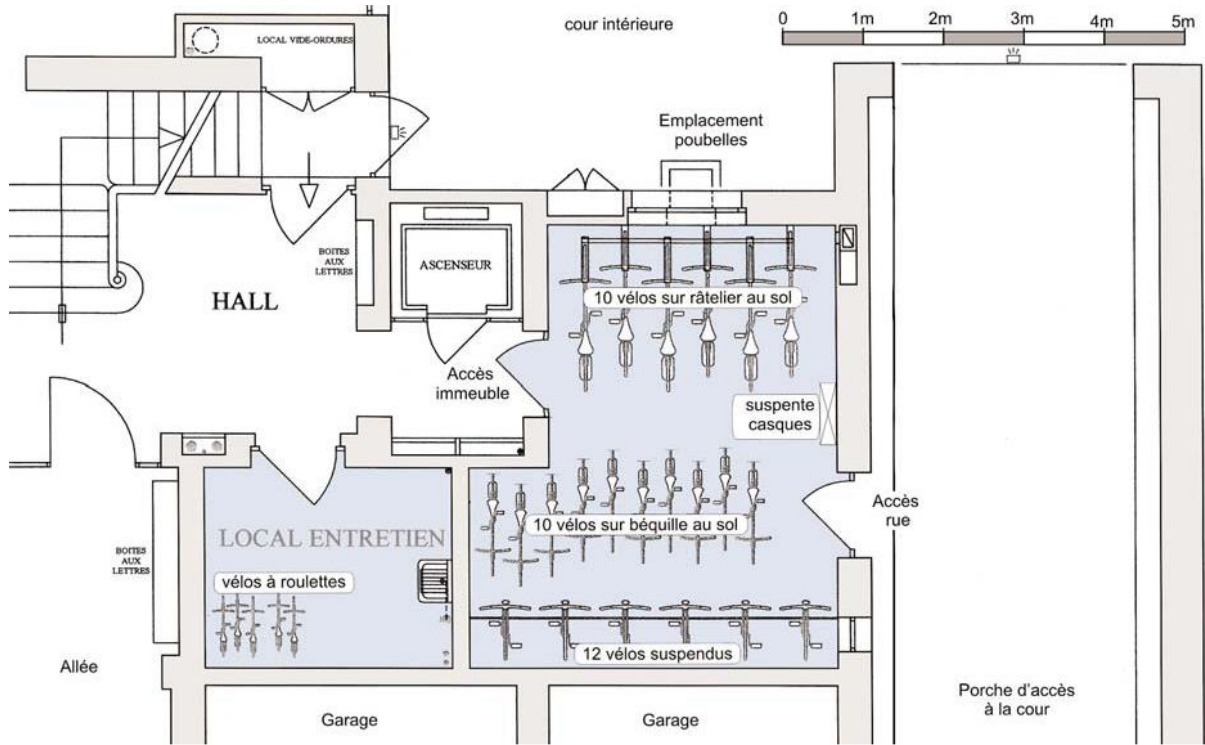 cour intérieure
0 1m 2m 3m 4m 5m
LOCAL VIDE-ORDURES
Emplacement
poubelles
BOITES
AUX
LETTRES
ASCENSEUR
HALL
10 vélos sur râtelier au sol
Accès
immeuble
suspente
casques
Accès
rue
10 vélos sur béquille au sol
LOCAL ENTRETIEN
BOITES
AUX
LETTRES
vélos à roulettes
12 vélos suspendus
Allée
Garage
Garage
Porche d'accès
à la cour